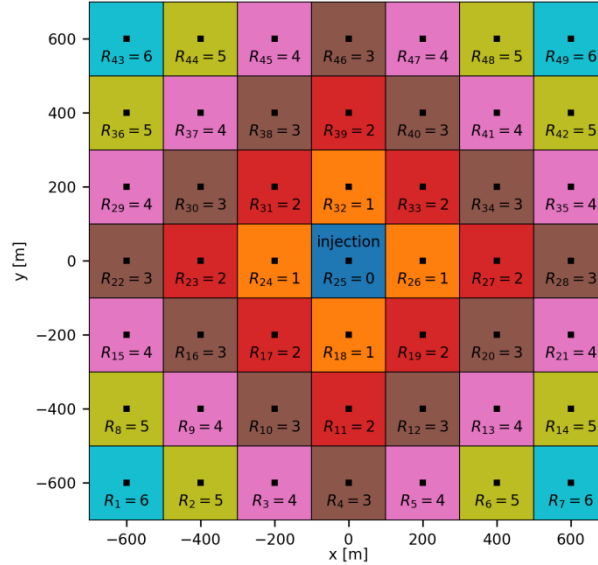 600
R₄₃ = 6 R₄₄ = 5 R₄₅ = 4 R₄₆ = 3 R₄₇ = 4 R₄₈ = 5 R₄₉ = 6
400
R₃₆ = 5 R₃₇ = 4 R₃₈ = 3 R₃₉ = 2 R₄₀ = 3 R₄₁ = 4 R₄₂ = 5
200
R₂₉ = 4 R₃₀ = 3 R₃₁ = 2 R₃₂ = 1 R₃₃ = 2 R₃₄ = 3 R₃₅ = 4
injection
y [m]
0
R₂₂ = 3 R₂₃ = 2 R₂₄ = 1 R₂₅ = 0 R₂₆ = 1 R₂₇ = 2 R₂₈ = 3
−200
R₁₅ = 4 R₁₆ = 3 R₁₇ = 2 R₁₈ = 1 R₁₉ = 2 R₂₀ = 3 R₂₁ = 4
−400
R₈ = 5 R₉ = 4 R₁₀ = 3 R₁₁ = 2 R₁₂ = 3 R₁₃ = 4 R₁₄ = 5
−600
R₁ = 6 R₂ = 5 R₃ = 4 R₄ = 3 R₅ = 4 R₆ = 5 R₇ = 6
−600 −400 −200 0 200 400 600
x [m]